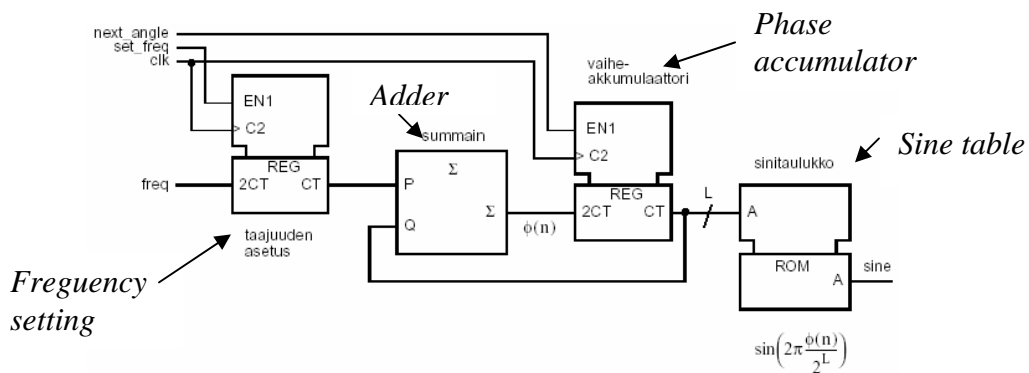 next_angle
set_freq
clk
Phase
accumulator
vaihe-
akkumulaattori
Adder
summain
EN1
C2
EN1
C2
Sine table
sinitaulukko
REG
2CT CT
freq
Σ
P
Q
Σ
ϕ(n)
REG
2CT CT
L
A
ROM
A
sine
taajuuden
asetus
Freguency
setting
sin(2π ϕ(n)/2^L)